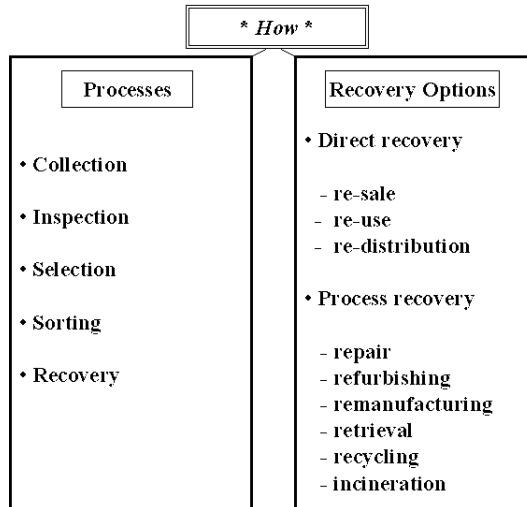 * How *
Processes
• Collection
• Inspection
• Selection
• Sorting
• Recovery
Recovery Options
• Direct recovery
- re-sale
- re-use
- re-distribution
• Process recovery
- repair
- refurbishing
- remanufacturing
- retrieval
- recycling
- incineration